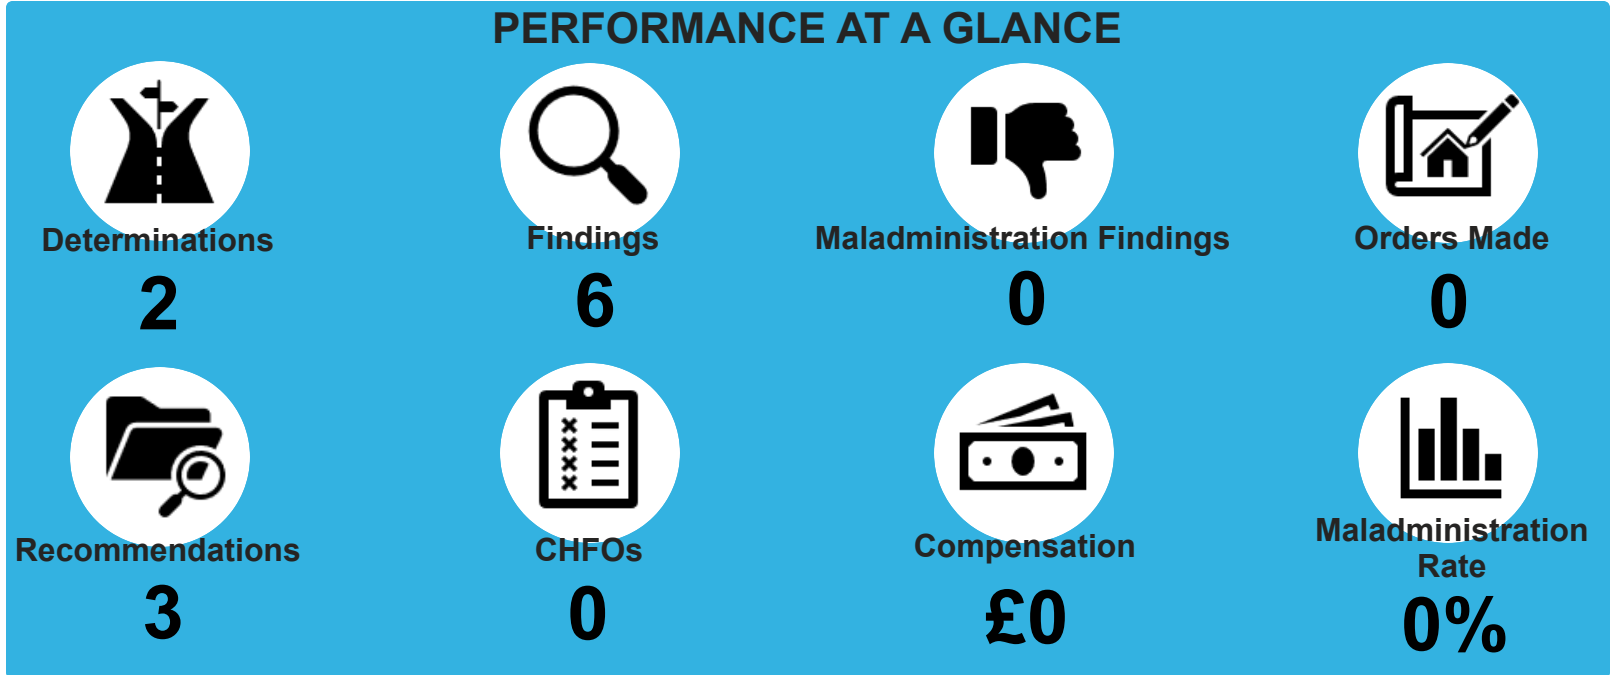 PERFORMANCE AT A GLANCE
Determinations
2
Findings
6
Maladministration Findings
0
Orders Made
0
Recommendations
3
CHFOs
0
Compensation
£0
Maladministration
Rate
0%